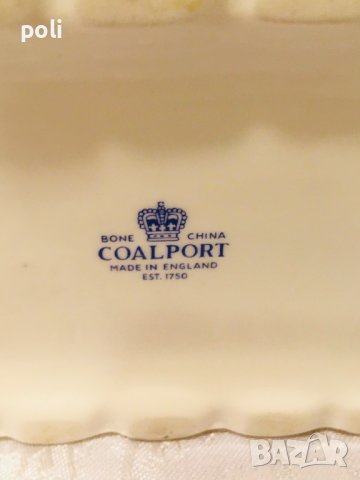 poli
BONE CHINA
COALPORT
MADE IN ENGLAND
EST. 1750
BAZAR